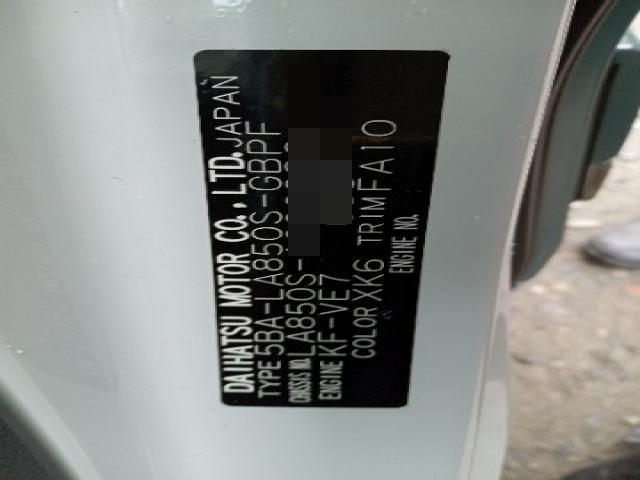 DAIHATSU MOTOR CO., LTD. JAPAN
TYPE 5BA-LA850S-GBPF
CHASSIS NO. LA850S-
ENGINE KF-VE7
COLOR XK6 TRIM FA10
ENGINE NO.